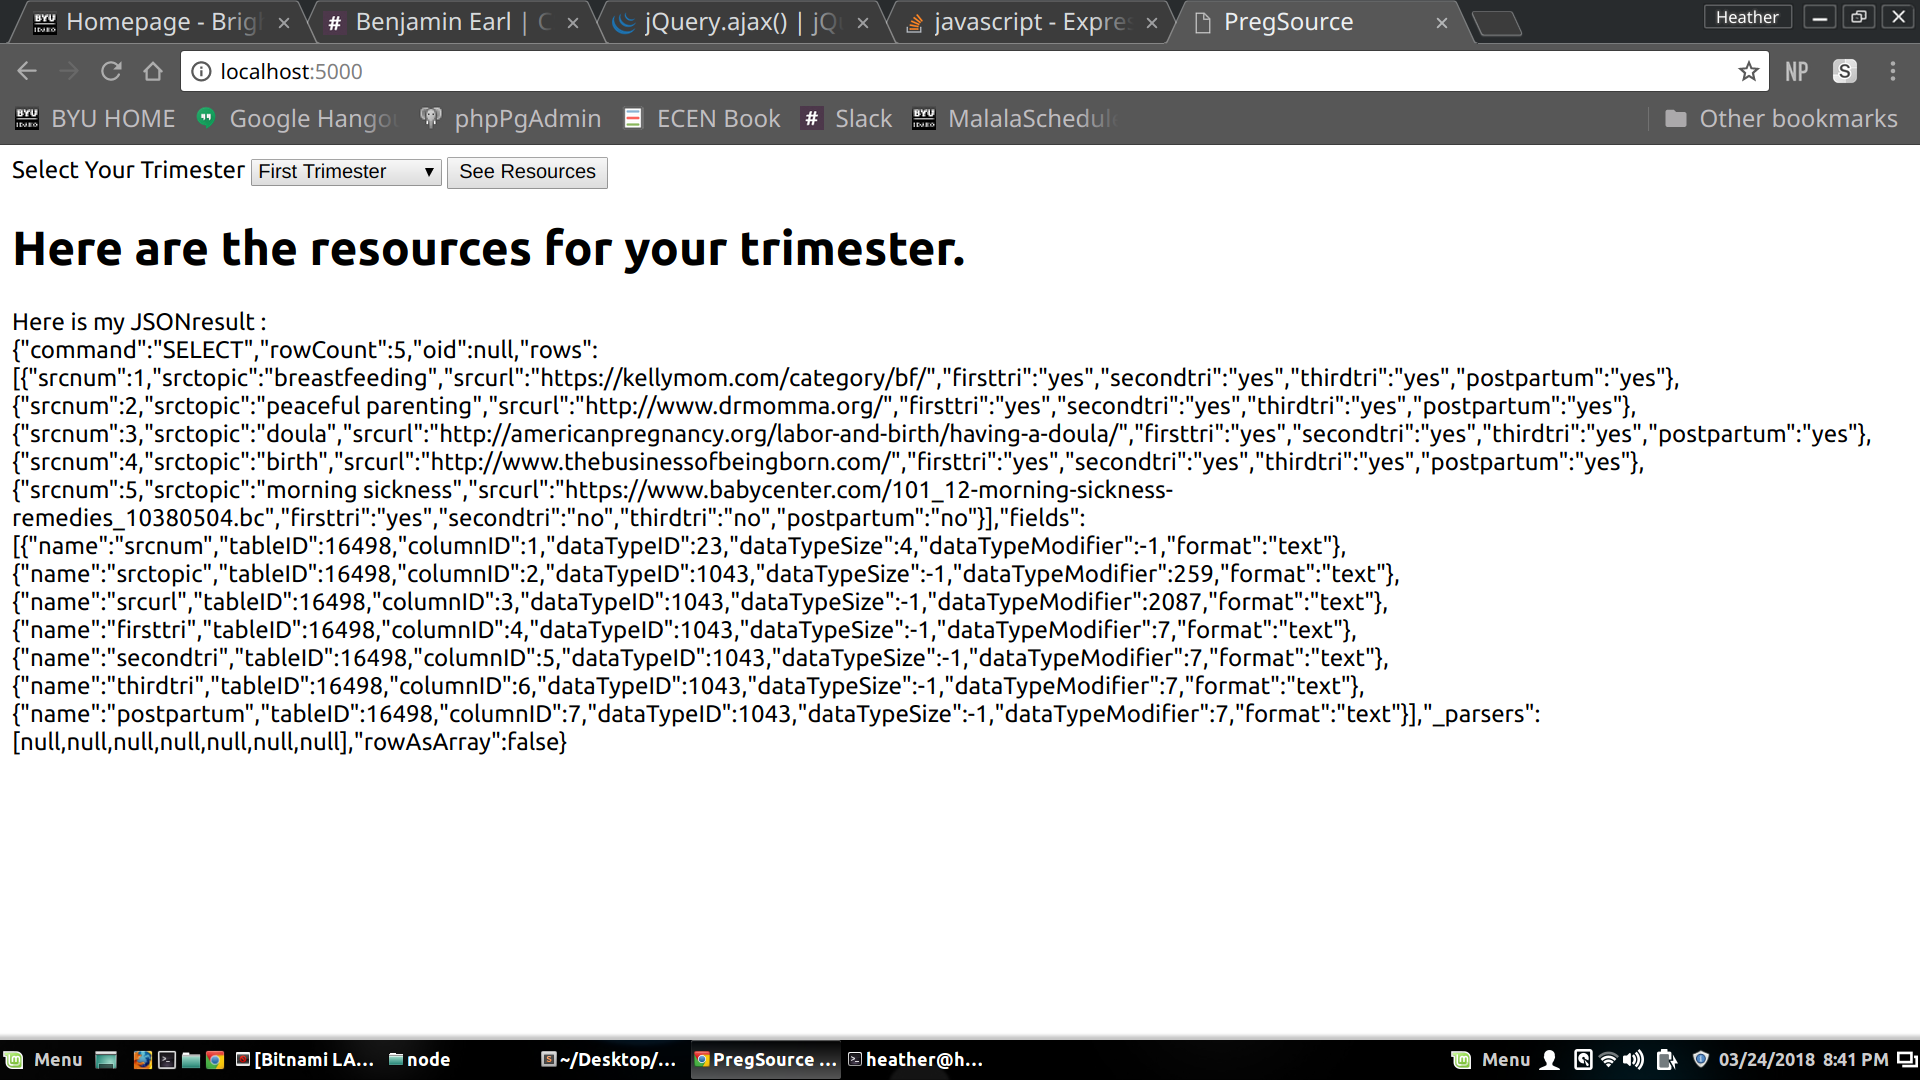 Homepage - Brig
Benjamin Earl | C
jQuery.ajax() | jQ
javascript - Expre
PregSource
Heather
localhost:5000
NP
S
BYU HOME
Google Hango
phpPgAdmin
ECEN Book
Slack
MalalaSchedule
Other bookmarks
Select Your Trimester First Trimester See Resources
Here are the resources for your trimester.
Here is my JSONresult :
{"command":"SELECT","rowCount":5,"oid":null,"rows":
[{"srcnum":1,"srctopic":"breastfeeding","srcurl":"https://kellymom.com/category/bf/","firsttri":"yes","secondtri":"yes","thirdtri":"yes","postpartum":"yes"},
{"srcnum":2,"srctopic":"peaceful parenting","srcurl":"http://www.drmomma.org/","firsttri":"yes","secondtri":"yes","thirdtri":"yes","postpartum":"yes"},
{"srcnum":3,"srctopic":"doula","srcurl":"http://americanpregnancy.org/labor-and-birth/having-a-doula/","firsttri":"yes","secondtri":"yes","thirdtri":"yes","postpartum":"yes"},
{"srcnum":4,"srctopic":"birth","srcurl":"http://www.thebusinessofbeingborn.com/","firsttri":"yes","secondtri":"yes","thirdtri":"yes","postpartum":"yes"},
{"srcnum":5,"srctopic":"morning sickness","srcurl":"https://www.babycenter.com/101_12-morning-sickness-
remedies_10380504.bc","firsttri":"yes","secondtri":"no","thirdtri":"no","postpartum":"no"}],"fields":
[{"name":"srcnum","tableID":16498,"columnID":1,"dataTypeID":23,"dataTypeSize":4,"dataTypeModifier":-1,"format":"text"},
{"name":"srctopic","tableID":16498,"columnID":2,"dataTypeID":1043,"dataTypeSize":-1,"dataTypeModifier":259,"format":"text"},
{"name":"srcurl","tableID":16498,"columnID":3,"dataTypeID":1043,"dataTypeSize":-1,"dataTypeModifier":2087,"format":"text"},
{"name":"firsttri","tableID":16498,"columnID":4,"dataTypeID":1043,"dataTypeSize":-1,"dataTypeModifier":7,"format":"text"},
{"name":"secondtri","tableID":16498,"columnID":5,"dataTypeID":1043,"dataTypeSize":-1,"dataTypeModifier":7,"format":"text"},
{"name":"thirdtri","tableID":16498,"columnID":6,"dataTypeID":1043,"dataTypeSize":-1,"dataTypeModifier":7,"format":"text"},
{"name":"postpartum","tableID":16498,"columnID":7,"dataTypeID":1043,"dataTypeSize":-1,"dataTypeModifier":7,"format":"text"}],"_parsers":
[null,null,null,null,null,null,null],"rowAsArray":false}
Menu
[Bitnami LA...
node
~/Desktop/...
PregSource ...
heather@h...
Menu
03/24/2018 8:41 PM